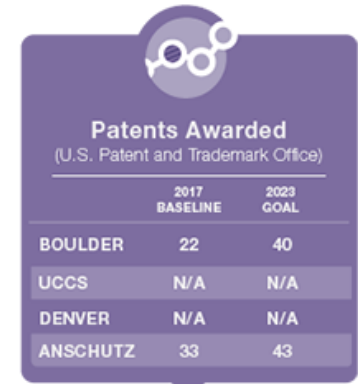 Patents Awarded
(U.S. Patent and Trademark Office)
2017 2023
BASELINE GOAL
BOULDER 22 40
UCCS N/A N/A
DENVER N/A N/A
ANSCHUTZ 33 43